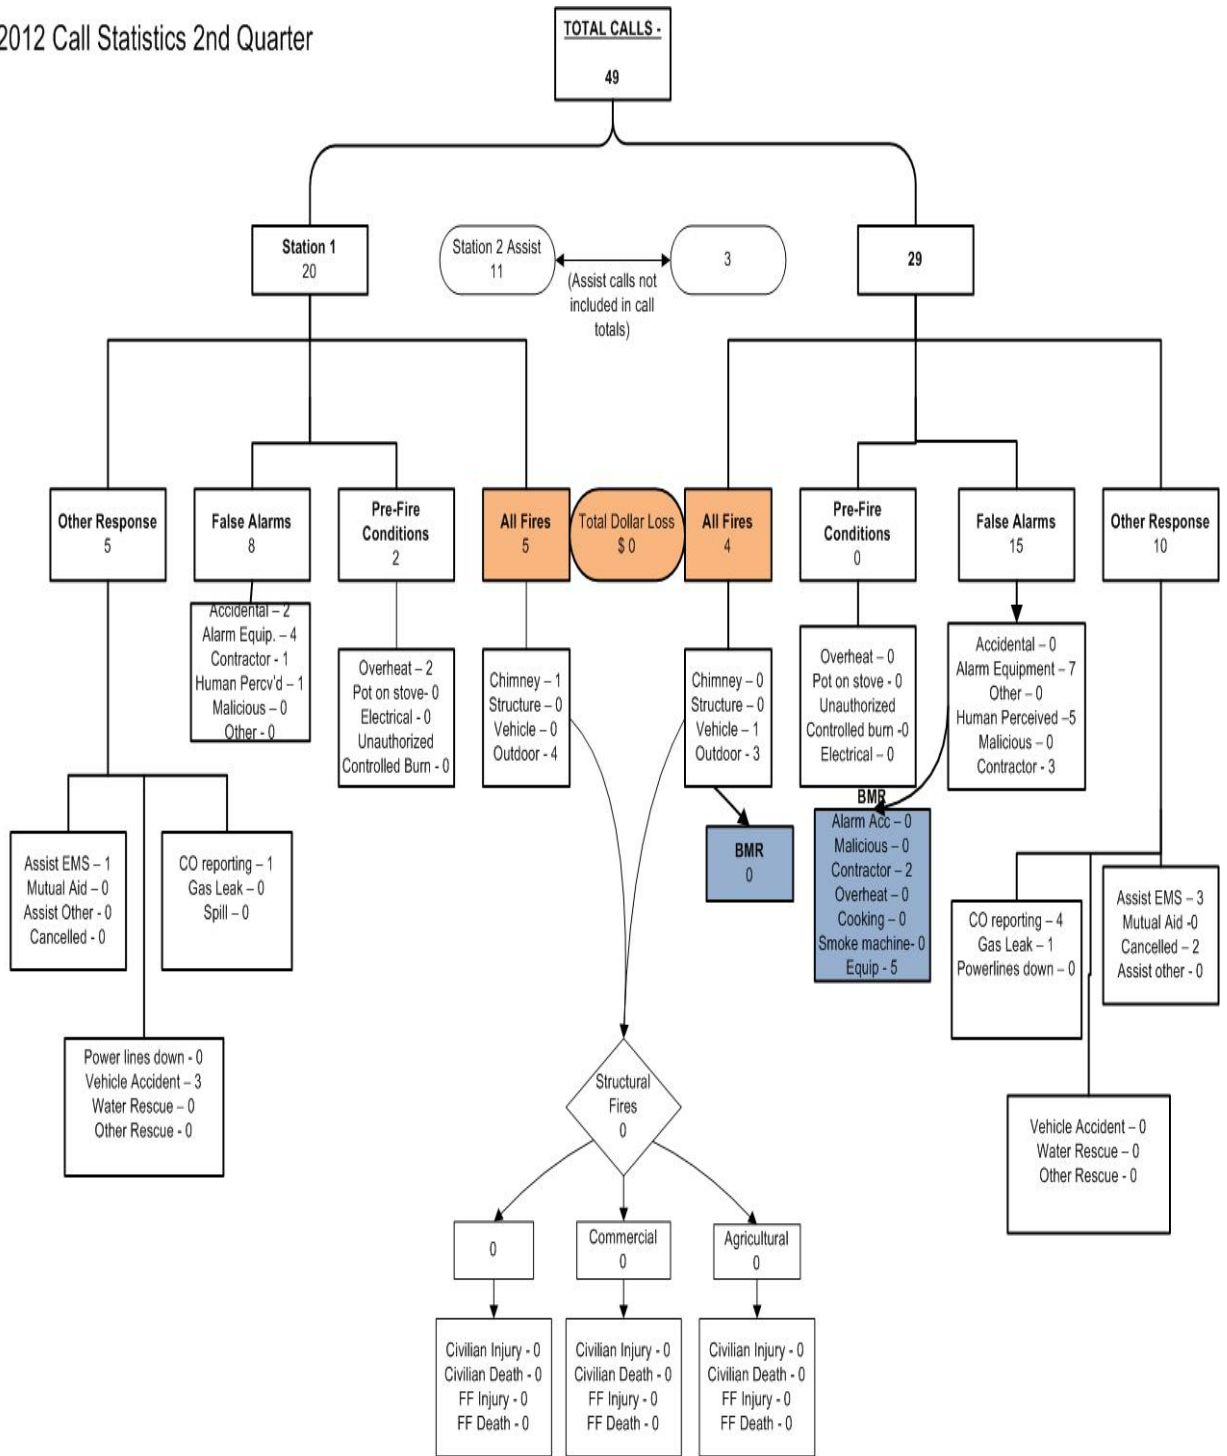 2012 Call Statistics 2nd Quarter
TOTAL CALLS -
49
Station 1
20
Station 2 Assist
11
(Assist calls not
included in call
totals)
3
29
Other Response
5
False Alarms
8
Pre-Fire
Conditions
2
All Fires
5
Total Dollar Loss
$ 0
All Fires
4
Pre-Fire
Conditions
0
False Alarms
15
Other Response
10
Accidental – 2
Alarm Equip. – 4
Contractor - 1
Human Percv'd – 1
Malicious – 0
Other - 0
Overheat – 2
Pot on stove- 0
Electrical - 0
Unauthorized
Controlled Burn - 0
Chimney – 1
Structure – 0
Vehicle – 0
Outdoor - 4
Chimney – 0
Structure – 0
Vehicle – 1
Outdoor - 3
Overheat – 0
Pot on stove - 0
Unauthorized
Controlled burn -0
Electrical – 0
Accidental – 0
Alarm Equipment – 7
Other – 0
Human Perceived –5
Malicious – 0
Contractor - 3
BMR
0
BMR
Alarm Acc – 0
Malicious – 0
Contractor – 2
Overheat – 0
Cooking – 0
Smoke machine- 0
Equip - 5
Assist EMS – 1
Mutual Aid – 0
Assist Other - 0
Cancelled - 0
CO reporting – 1
Gas Leak – 0
Spill – 0
CO reporting – 4
Gas Leak – 1
Powerlines down – 0
Assist EMS – 3
Mutual Aid -0
Cancelled – 2
Assist other - 0
Power lines down - 0
Vehicle Accident – 3
Water Rescue – 0
Other Rescue - 0
Vehicle Accident – 0
Water Rescue – 0
Other Rescue - 0
Structural
Fires
0
0
Commercial
0
Agricultural
0
Civilian Injury - 0
Civilian Death - 0
FF Injury - 0
FF Death - 0
Civilian Injury - 0
Civilian Death - 0
FF Injury - 0
FF Death - 0
Civilian Injury - 0
Civilian Death - 0
FF Injury - 0
FF Death - 0